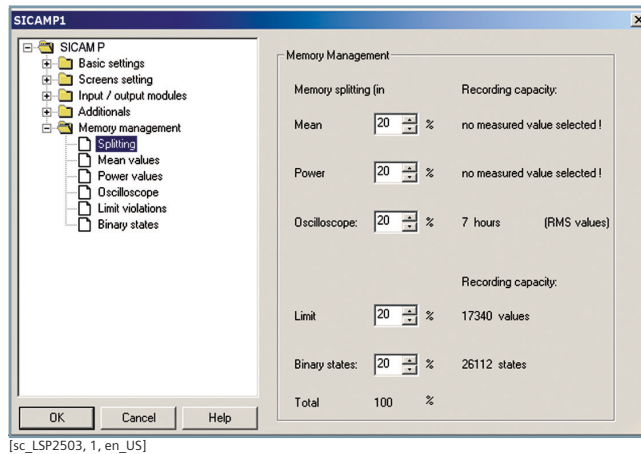 SICAMP1
SICAM P
Basic settings
Screens setting
Input / output modules
Additionals
Memory management
Splitting
Mean values
Power values
Oscilloscope
Limit violations
Binary states
OK Cancel Help
Memory Management
Memory splitting (in Recording capacity:
Mean 20 % no measured value selected !
Power 20 % no measured value selected !
Oscilloscope: 20 % 7 hours (RMS values)
Recording capacity:
Limit 20 % 17340 values
Binary states: 20 % 26112 states
Total 100 %
[sc_LSP2503, 1, en_US]